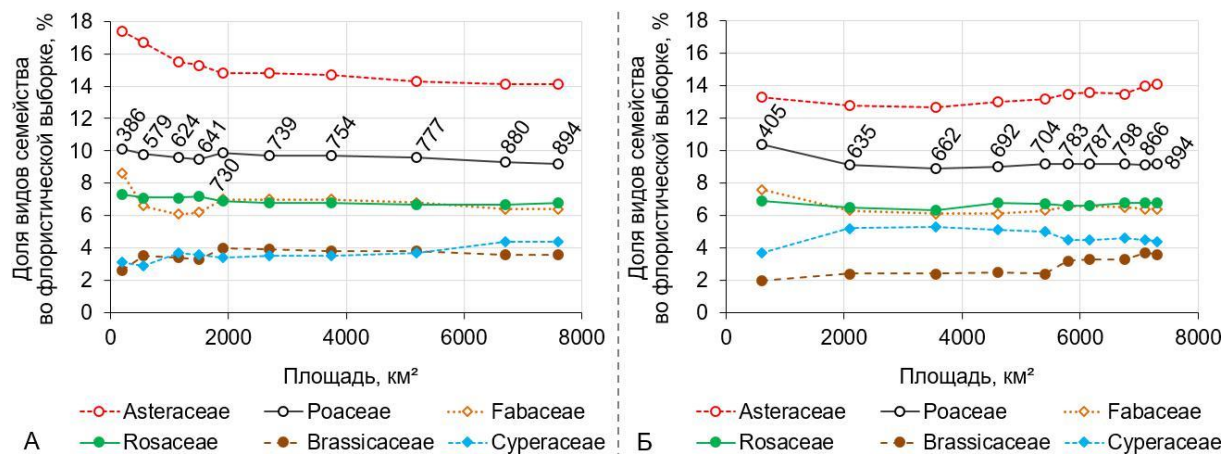 Доля видов семейства
во флористической выборке, %
18
16
14
12
10
8
6
4
2
0
386
579
624
641
730
739
754
777
880
894
0
2000
4000
6000
8000
Площадь, км²
Asteraceae
Poaceae
Fabaceae
Rosaceae
Brassicaceae
Cyperaceae
А
Доля видов семейства
во флористической выборке, %
18
16
14
12
10
8
6
4
2
0
405
635
662
692
704
783
787
798
866
894
0
2000
4000
6000
8000
Площадь, км²
Asteraceae
Poaceae
Fabaceae
Rosaceae
Brassicaceae
Cyperaceae
Б